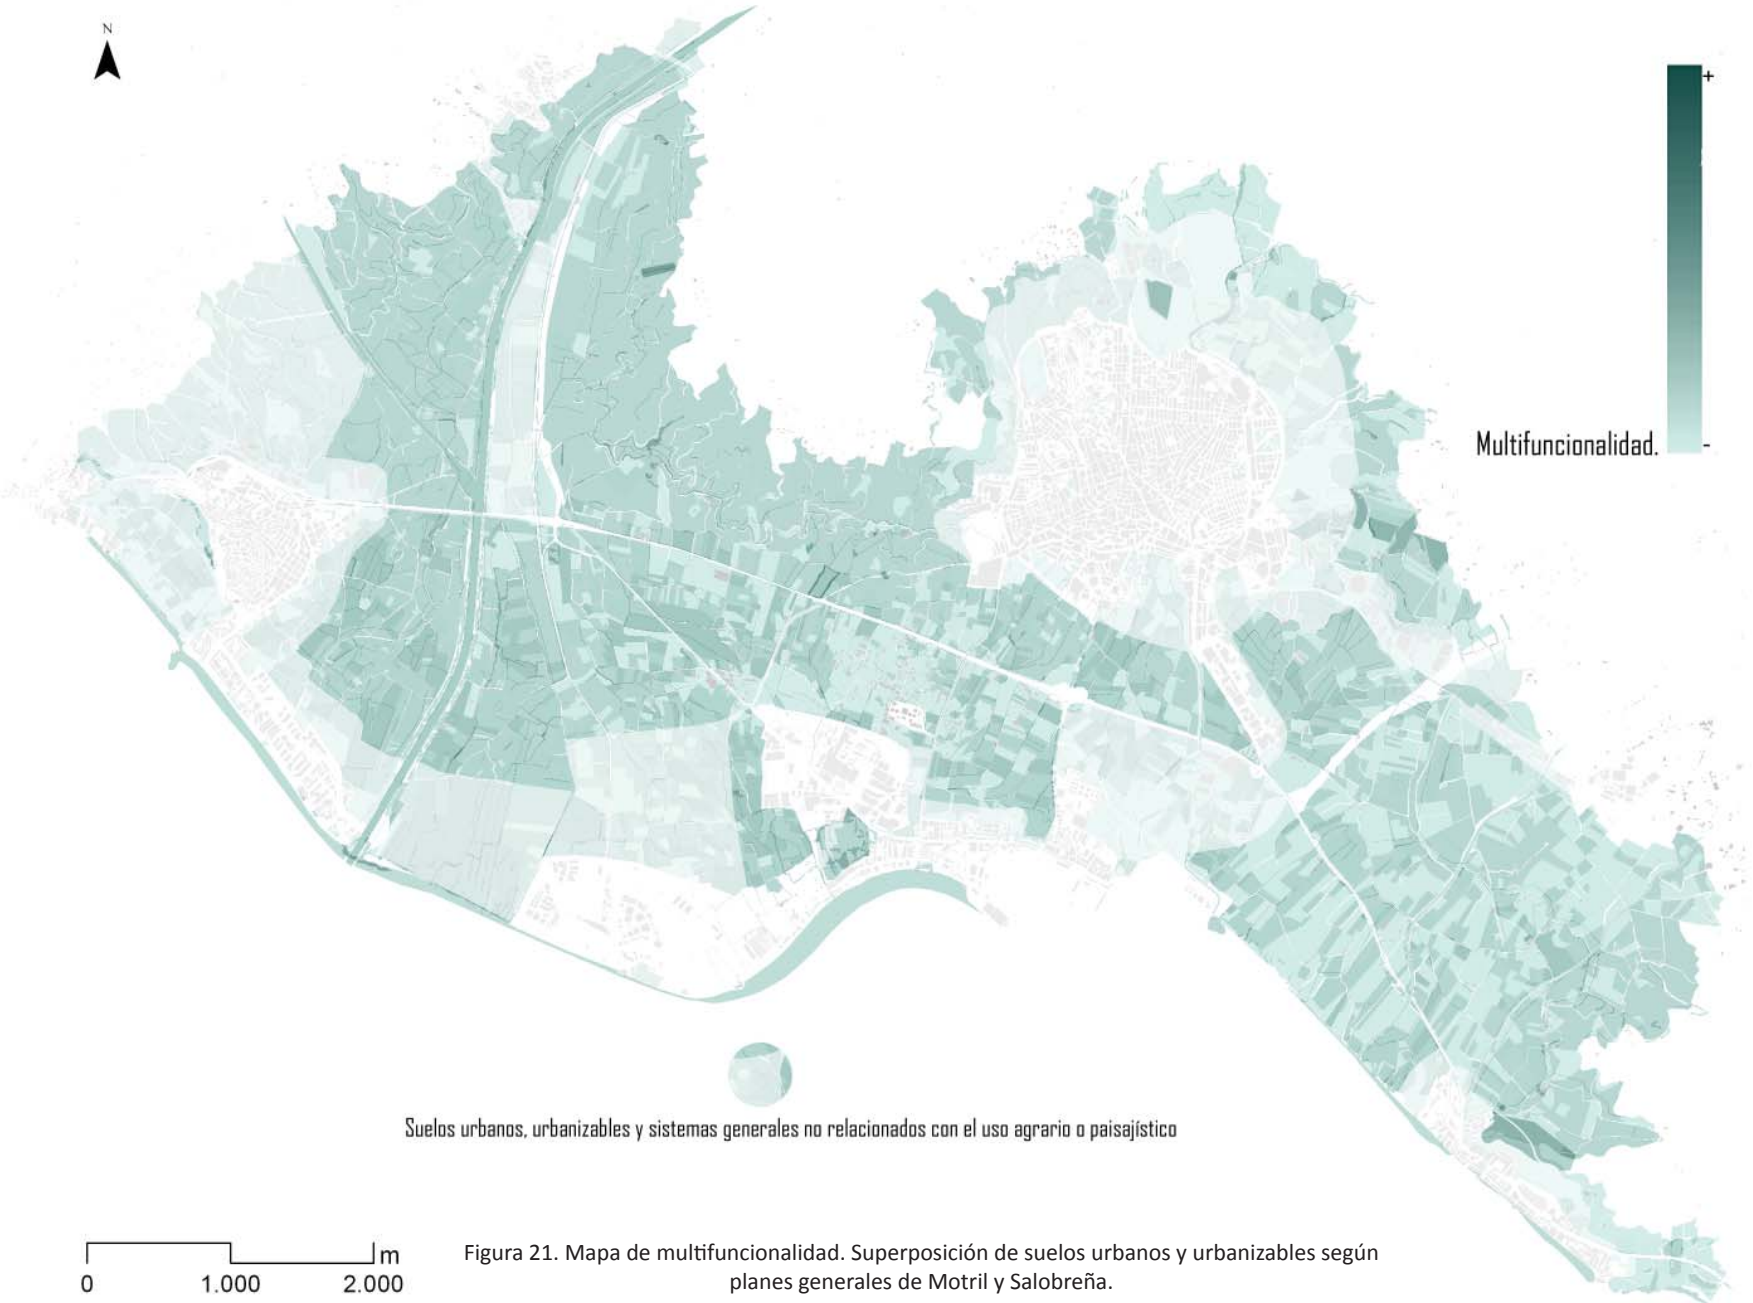 N
+
Multifuncionalidad.
-
Suelos urbanos, urbanizables y sistemas generales no relacionados con el uso agrario o paisajístico
m
0 1.000 2.000
Figura 21. Mapa de multifuncionalidad. Superposición de suelos urbanos y urbanizables según
planes generales de Motril y Salobreña.